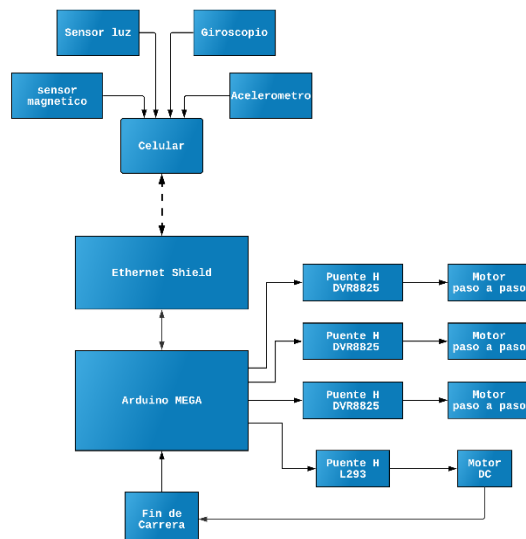 Sensor luz
Giroscopio
sensor
magnetico
Acelerometro
Celular
Ethernet Shield
Puente H
DVR8825
Motor
paso a paso
Puente H
DVR8825
Motor
paso a paso
Arduino MEGA
Puente H
DVR8825
Motor
paso a paso
Puente H
L293
Motor
DC
Fin de
Carrera